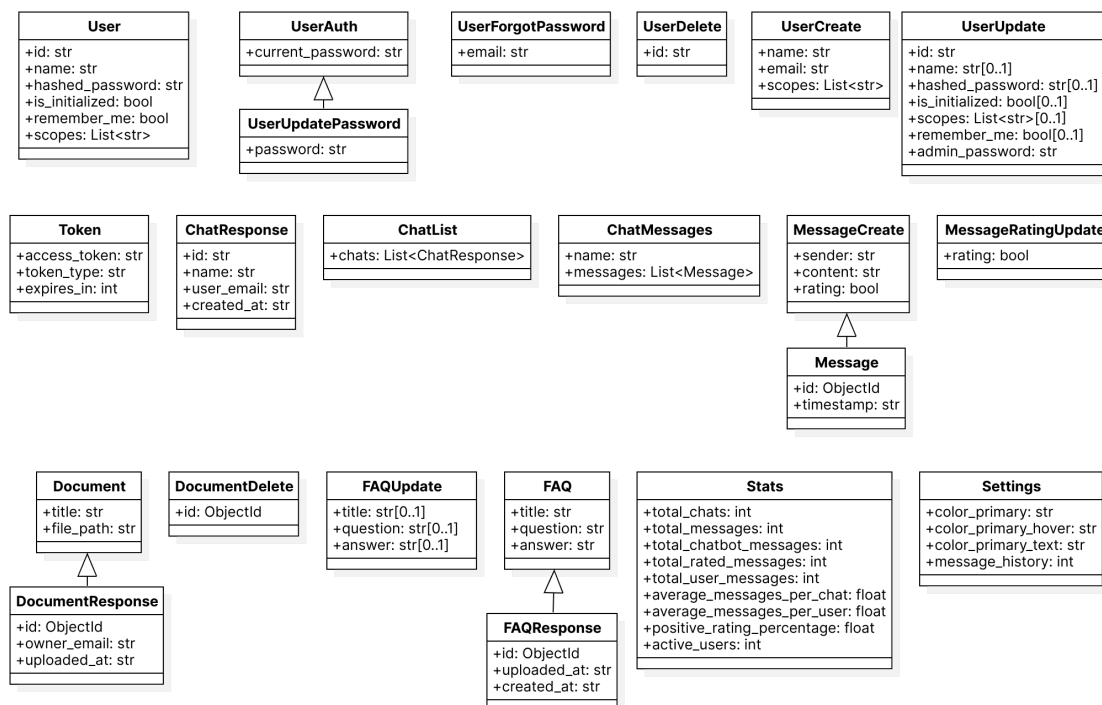 User
+id: str
+name: str
+hashed_password: str
+is_initialized: bool
+remember_me: bool
+scopes: List<str>
UserAuth
+current_password: str
UserUpdatePassword
+password: str
UserForgotPassword
+email: str
UserDelete
+id: str
UserCreate
+name: str
+email: str
+scopes: List<str>
UserUpdate
+id: str
+name: str[0..1]
+hashed_password: str[0..1]
+is_initialized: bool[0..1]
+scopes: List<str>[0..1]
+remember_me: bool[0..1]
+admin_password: str
Token
+access_token: str
+token_type: str
+expires_in: int
ChatResponse
+id: str
+name: str
+user_email: str
+created_at: str
ChatList
+chats: List<ChatResponse>
ChatMessages
+name: str
+messages: List<Message>
MessageCreate
+sender: str
+content: str
+rating: bool
Message
+id: ObjectId
+timestamp: str
MessageRatingUpdate
+rating: bool
Document
+title: str
+file_path: str
DocumentResponse
+id: ObjectId
+owner_email: str
+uploaded_at: str
DocumentDelete
+id: ObjectId
FAQUpdate
+title: str[0..1]
+question: str[0..1]
+answer: str[0..1]
FAQ
+title: str
+question: str
+answer: str
FAQResponse
+id: ObjectId
+uploaded_at: str
+created_at: str
Stats
+total_chats: int
+total_messages: int
+total_chatbot_messages: int
+total_rated_messages: int
+total_user_messages: int
+average_messages_per_chat: float
+average_messages_per_user: float
+positive_rating_percentage: float
+active_users: int
Settings
+color_primary: str
+color_primary_hover: str
+color_primary_text: str
+message_history: int